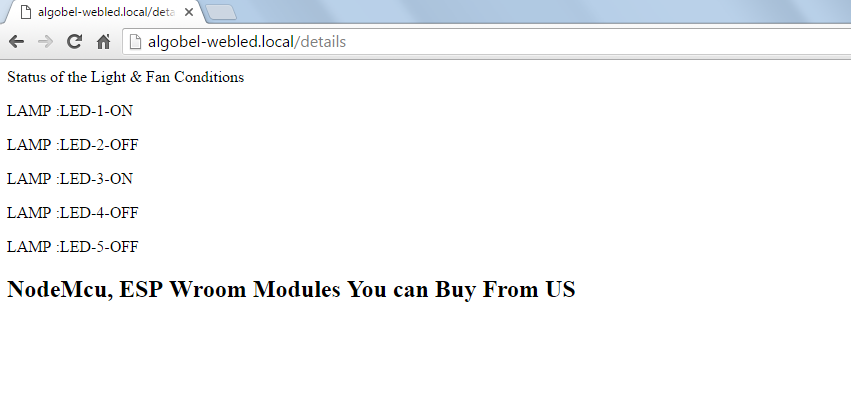 algobel-webled.local/deta
algobel-webled.local/details
Status of the Light & Fan Conditions
LAMP :LED-1-ON
LAMP :LED-2-OFF
LAMP :LED-3-ON
LAMP :LED-4-OFF
LAMP :LED-5-OFF
NodeMcu, ESP Wroom Modules You can Buy From US